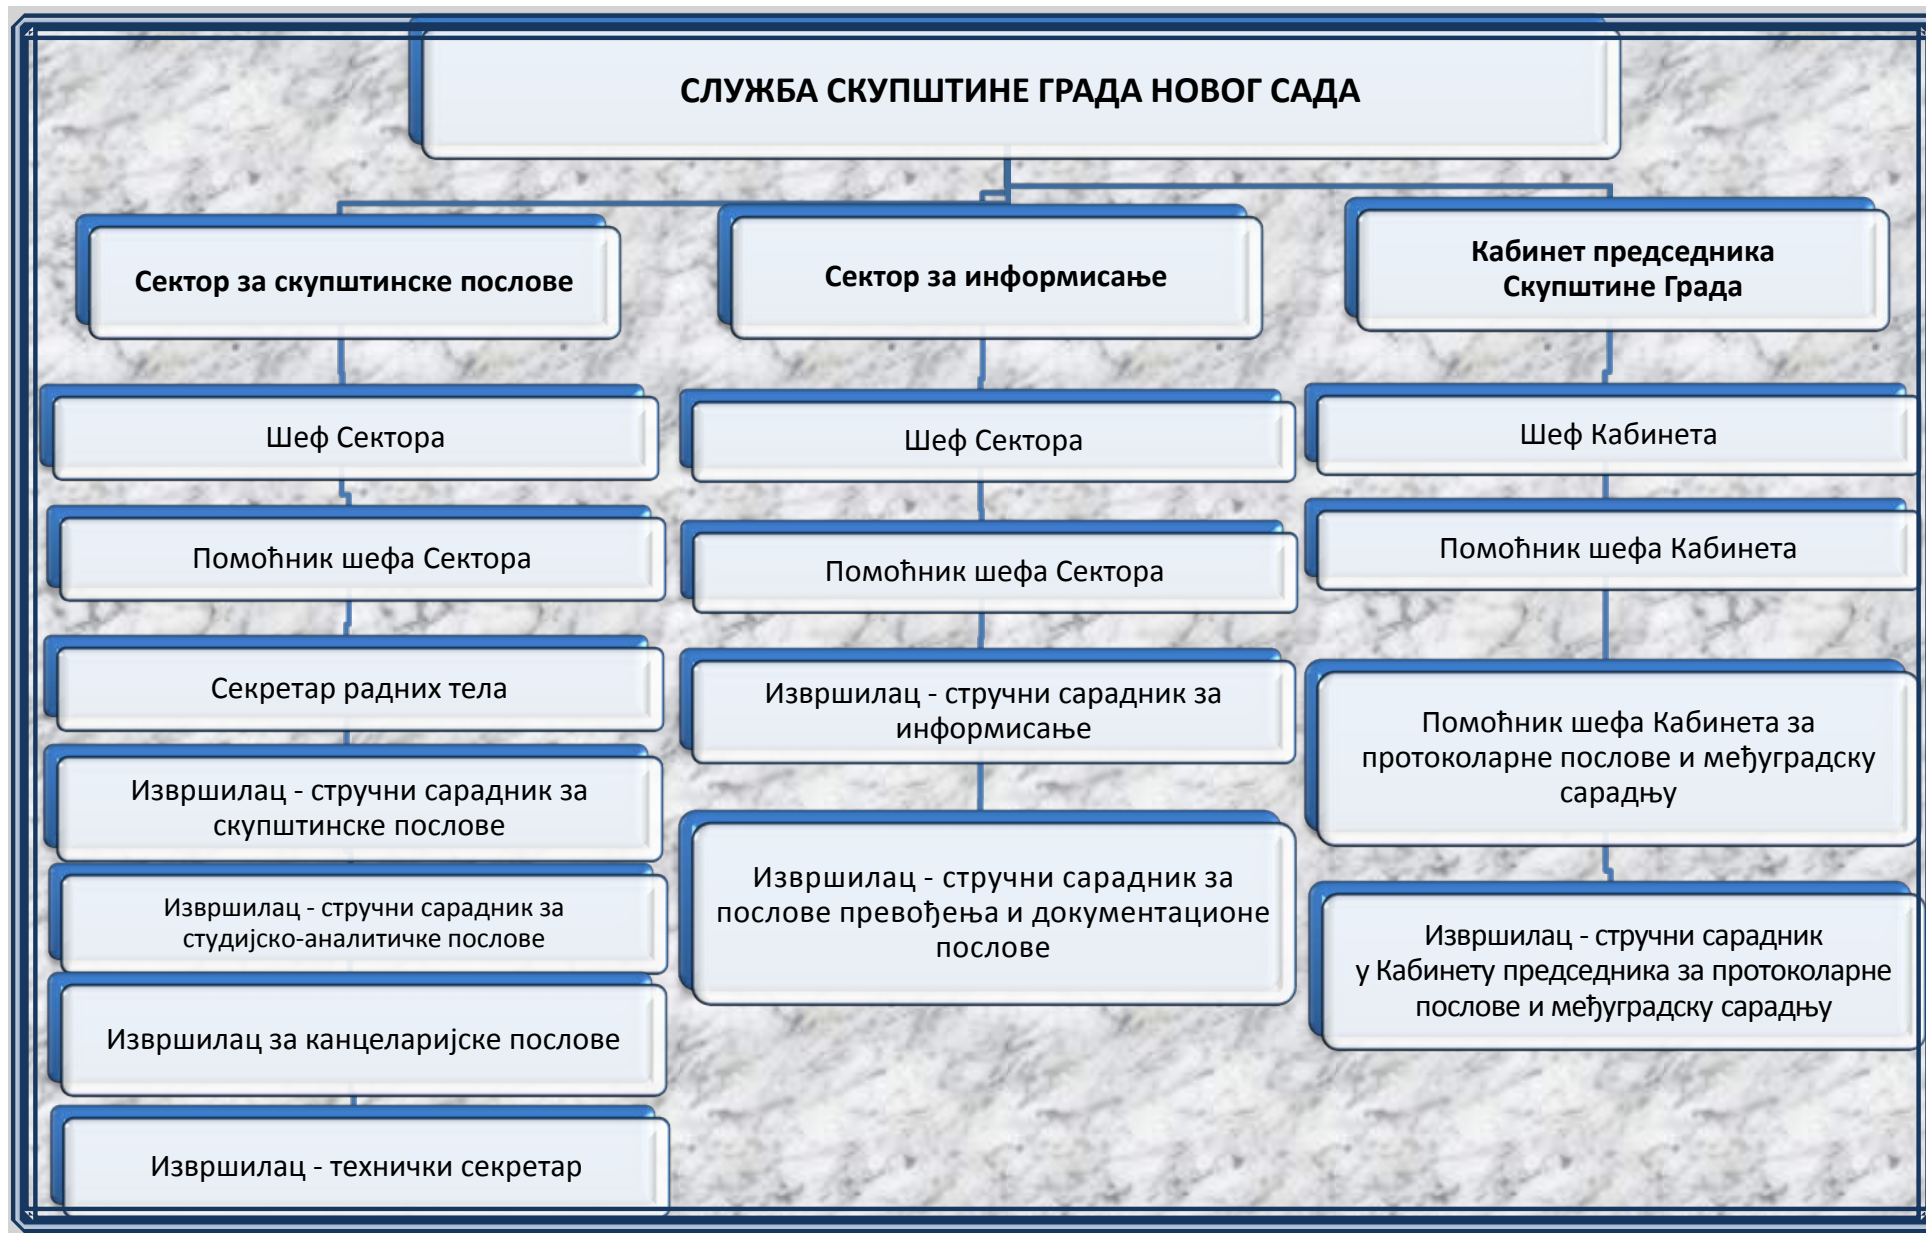 СЛУЖБА СКУПШТИНЕ ГРАДА НОВОГ САДА
Сектор за скупштинске послове
Шеф Сектора
Помоћник шефа Сектора
Секретар радних тела
Извршилац - стручни сарадник за
скупштинске послове
Извршилац - стручни сарадник за
студијско-аналитичке послове
Извршилац за канцеларијске послове
Извршилац - технички секретар
Сектор за информисање
Шеф Сектора
Помоћник шефа Сектора
Извршилац - стручни сарадник за
информисање
Извршилац - стручни сарадник за
послове превођења и документационе
послове
Кабинет председника
Скупштине Града
Шеф Кабинета
Помоћник шефа Кабинета
Помоћник шефа Кабинета за
протоколарне послове и међуградску
сарадњу
Извршилац - стручни сарадник
у Кабинету председника за протоколарне
послове и међуградску сарадњу